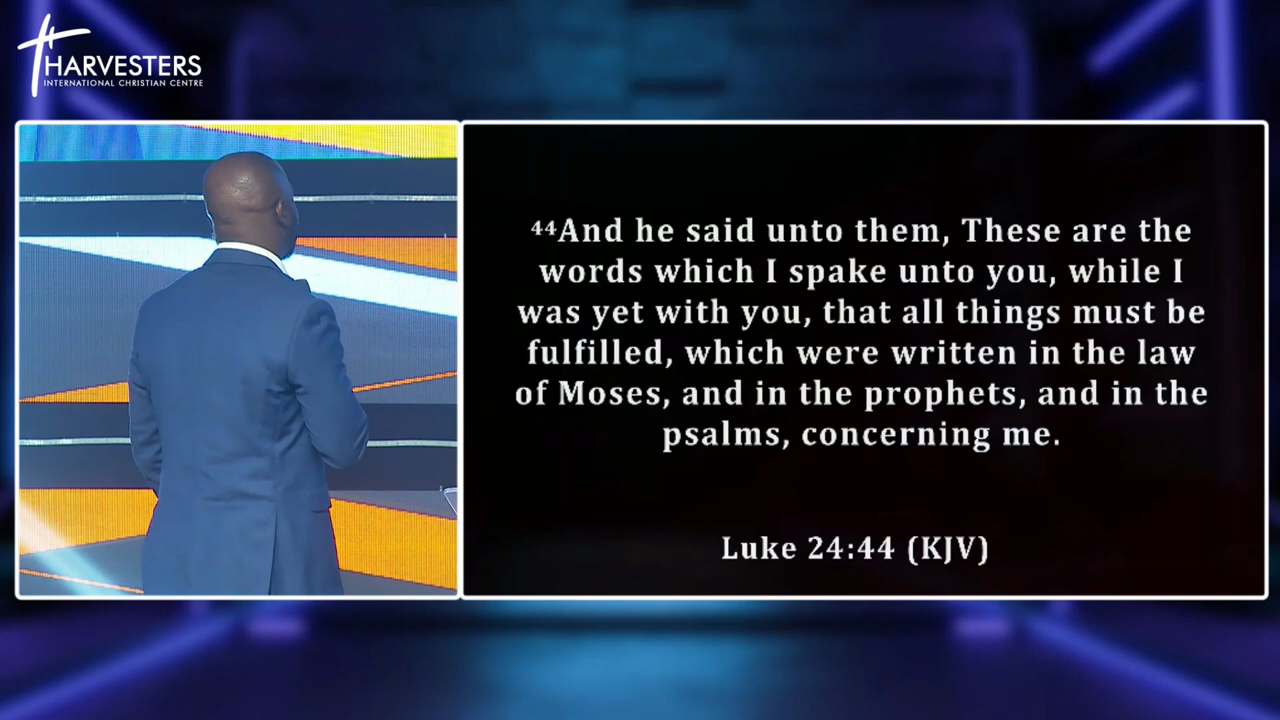 HARVESTERS
INTERNATIONAL CHRISTIAN CENTRE
44And he said unto them, These are the
words which I spake unto you, while I
was yet with you, that all things must be
fulfilled, which were written in the law
of Moses, and in the prophets, and in the
psalms, concerning me.
Luke 24:44 (KJV)